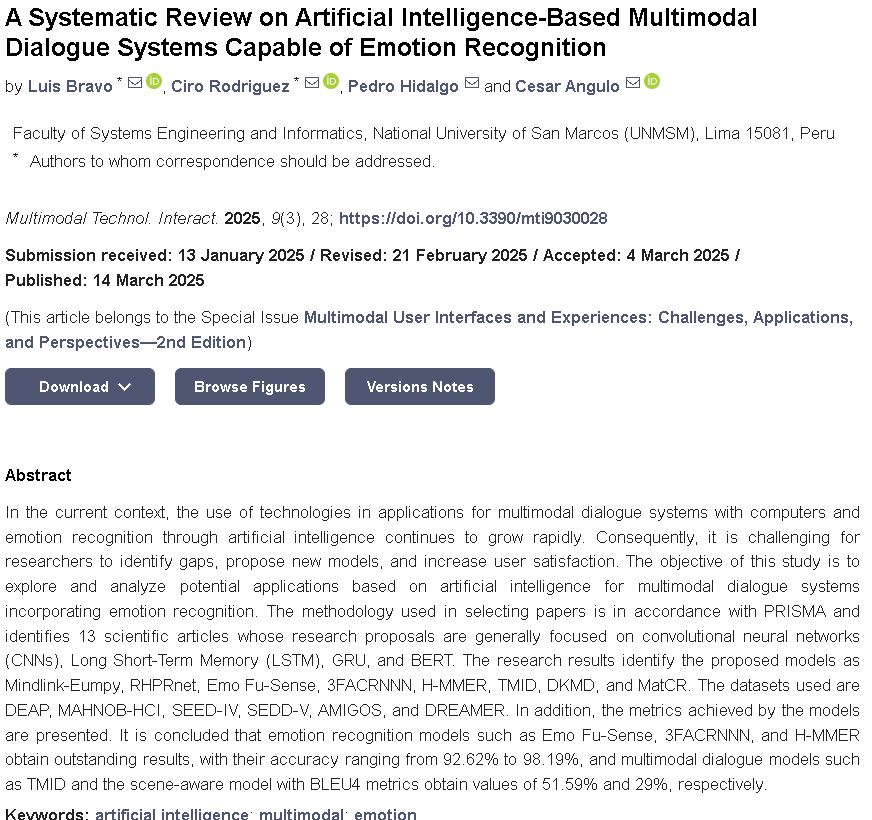 A Systematic Review on Artificial Intelligence-Based Multimodal
Dialogue Systems Capable of Emotion Recognition
by Luis Bravo * iD, Ciro Rodriguez * iD, Pedro Hidalgo and Cesar Angulo iD
Faculty of Systems Engineering and Informatics, National University of San Marcos (UNMSM), Lima 15081, Peru
* Authors to whom correspondence should be addressed.
Multimodal Technol. Interact. 2025, 9(3), 28; https://doi.org/10.3390/mti9030028
Submission received: 13 January 2025 / Revised: 21 February 2025 / Accepted: 4 March 2025 /
Published: 14 March 2025
(This article belongs to the Special Issue Multimodal User Interfaces and Experiences: Challenges, Applications,
and Perspectives—2nd Edition)
Download Browse Figures Versions Notes
Abstract
In the current context, the use of technologies in applications for multimodal dialogue systems with computers and
emotion recognition through artificial intelligence continues to grow rapidly. Consequently, it is challenging for
researchers to identify gaps, propose new models, and increase user satisfaction. The objective of this study is to
explore and analyze potential applications based on artificial intelligence for multimodal dialogue systems
incorporating emotion recognition. The methodology used in selecting papers is in accordance with PRISMA and
identifies 13 scientific articles whose research proposals are generally focused on convolutional neural networks
(CNNs), Long Short-Term Memory (LSTM), GRU, and BERT. The research results identify the proposed models as
Mindlink-Eumpy, RHPRnet, Emo Fu-Sense, 3FACRNNN, H-MMER, TMID, DKMD, and MatCR. The datasets used are
DEAP, MAHNOB-HCI, SEED-IV, SEDD-V, AMIGOS, and DREAMER. In addition, the metrics achieved by the models
are presented. It is concluded that emotion recognition models such as Emo Fu-Sense, 3FACRNNN, and H-MMER
obtain outstanding results, with their accuracy ranging from 92.62% to 98.19%, and multimodal dialogue models such
as TMID and the scene-aware model with BLEU4 metrics obtain values of 51.59% and 29%, respectively.
Keywords: artificial intelligence; multimodal; emotion